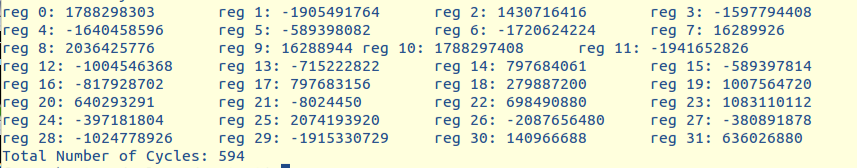 reg 0: 1788298303 reg 1: -1905491764 reg 2: 1430716416 reg 3: -1597794408
reg 4: -1640458596 reg 5: -589398082 reg 6: -1720624224 reg 7: 16289926
reg 8: 2036425776 reg 9: 16288944 reg 10: 1788297408 reg 11: -1941652826
reg 12: -1004546368 reg 13: -715222822 reg 14: 797684061 reg 15: -589397814
reg 16: -817928702 reg 17: 797683156 reg 18: 279887200 reg 19: 1007564720
reg 20: 640293291 reg 21: -8024450 reg 22: 698490880 reg 23: 1083110112
reg 24: -397181804 reg 25: 2074193920 reg 26: -2087656480 reg 27: -380891878
reg 28: -1024778926 reg 29: -1915330729 reg 30: 140966688 reg 31: 636026880
Total Number of Cycles: 594